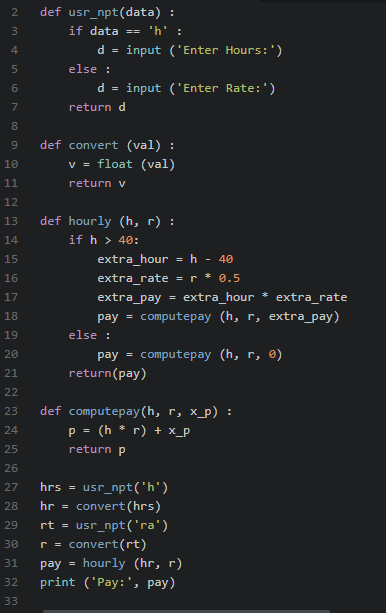 2 def usr_npt(data) :
3     if data == 'h' :
4         d = input ('Enter Hours:')
5     else :
6         d = input ('Enter Rate:')
7     return d
8
9 def convert (val) :
10     v = float (val)
11     return v
12
13 def hourly (h, r) :
14     if h > 40:
15         extra_hour = h - 40
16         extra_rate = r * 0.5
17         extra_pay = extra_hour * extra_rate
18         pay = computepay (h, r, extra_pay)
19     else :
20         pay = computepay (h, r, 0)
21     return(pay)
22
23 def computepay(h, r, x_p) :
24     p = (h * r) + x_p
25     return p
26
27 hrs = usr_npt('h')
28 hr = convert(hrs)
29 rt = usr_npt('ra')
30 r = convert(rt)
31 pay = hourly (hr, r)
32 print ('Pay:', pay)
33